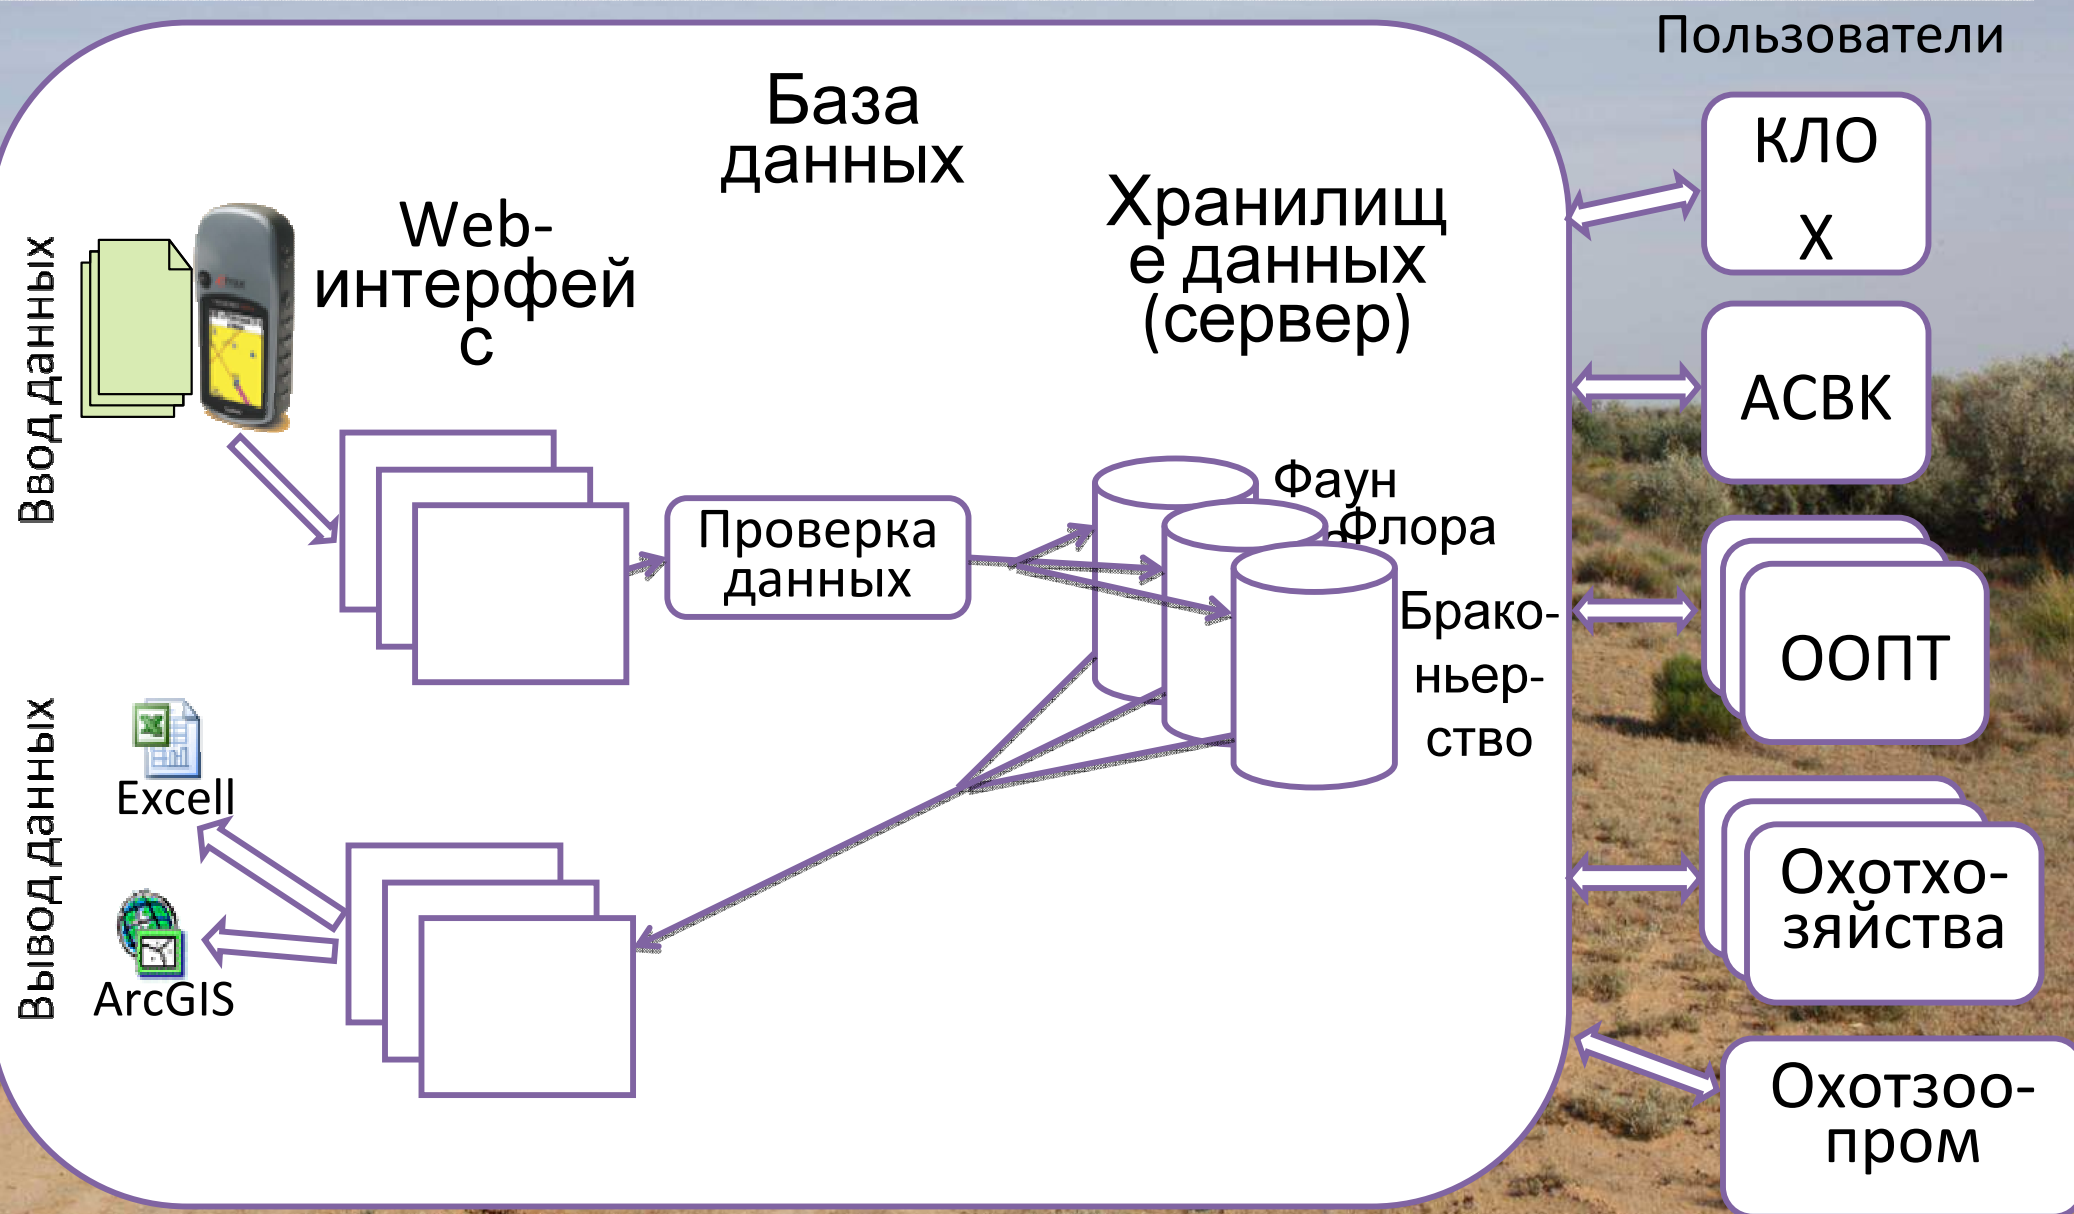 Пользователи
База
данных
Web-
интерфей
с
Хранилищ
е данных
(сервер)
Ввод данных
Проверка
данных
Фаун
а
Флора
Брако-
ньер-
ство
Вывод данных
Excell
ArcGIS
КЛО
Х
АСВК
ООПТ
Охотхо-
зяйства
Охотзоо-
пром